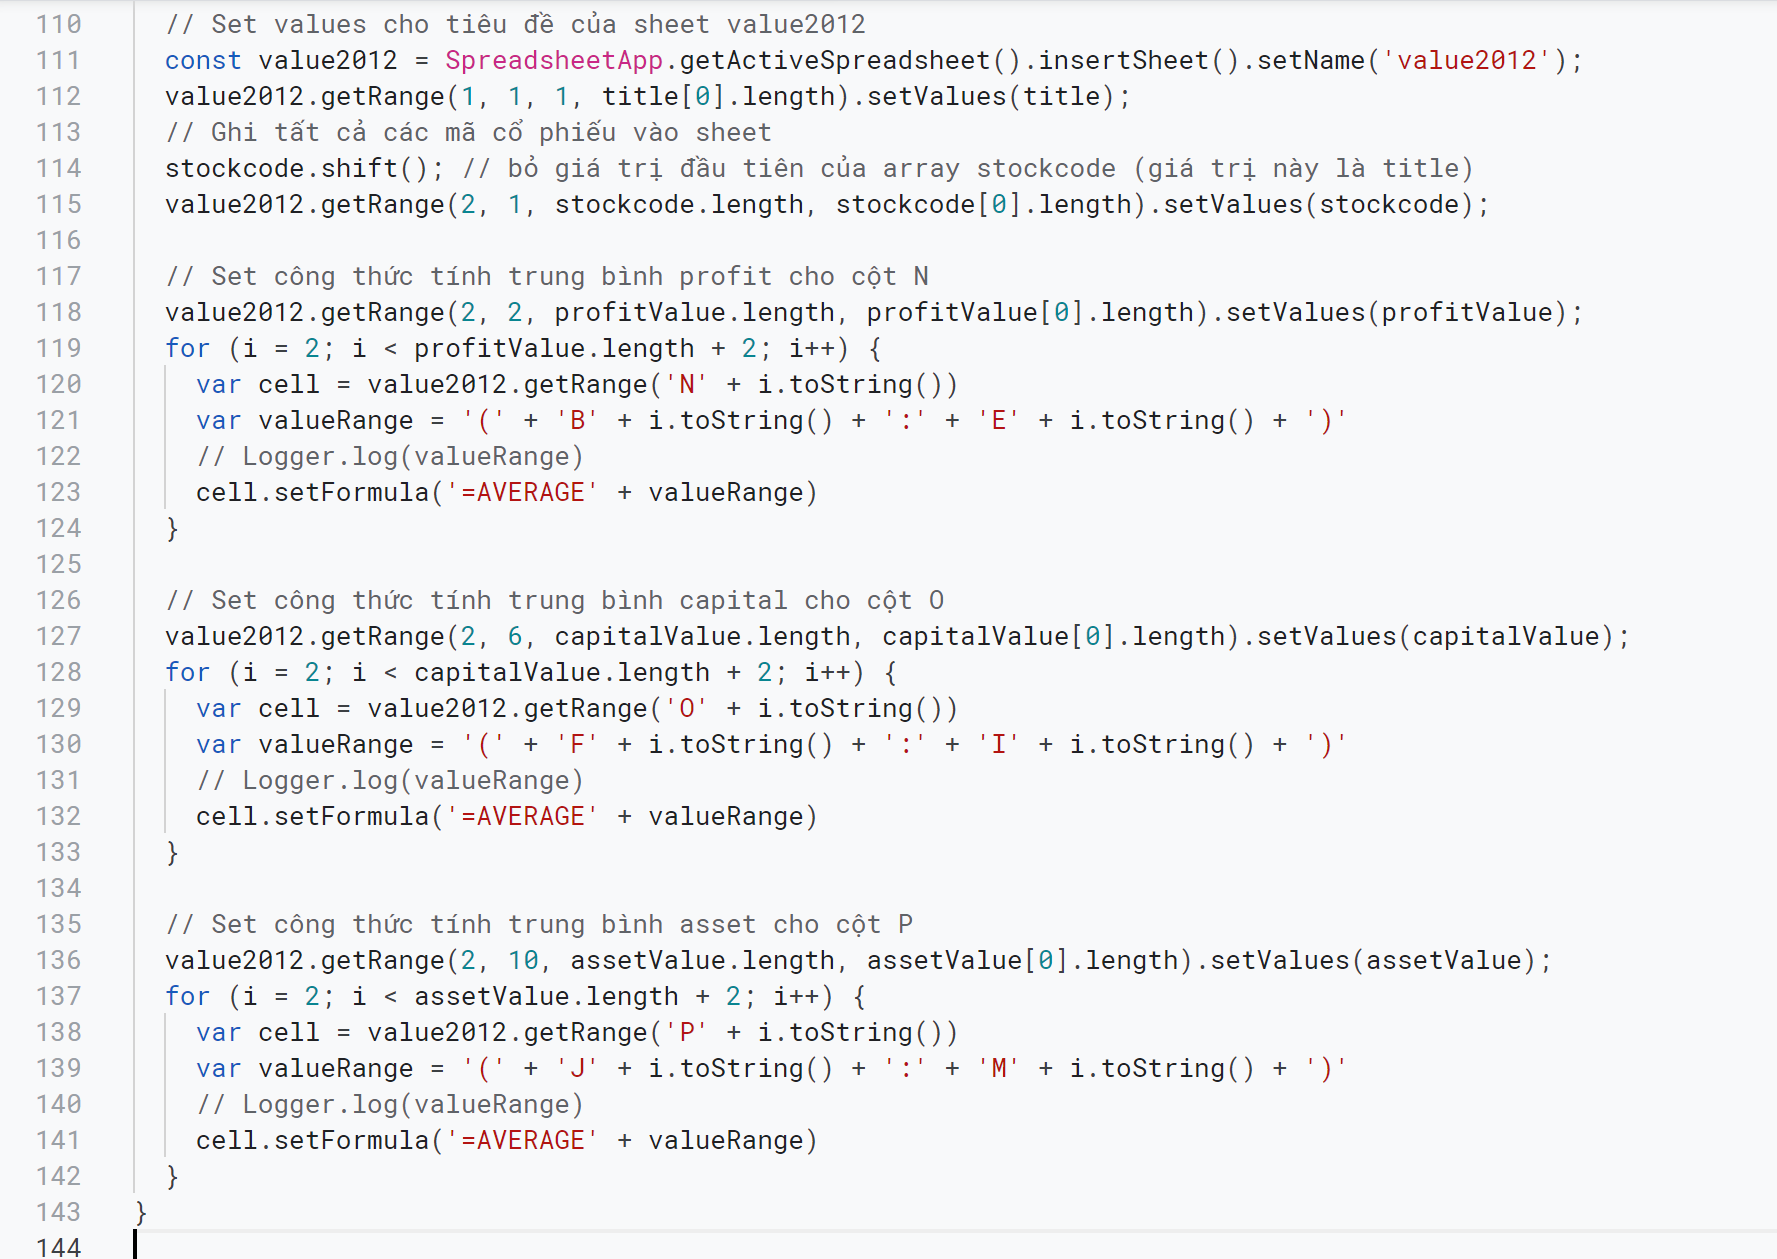 110 // Set values cho tiêu đề của sheet value2012
111 const value2012 = SpreadsheetApp.getActiveSpreadsheet().insertSheet().setName('value2012');
112 value2012.getRange(1, 1, 1, title[0].length).setValues(title);
113 // Ghi tất cả các mã cổ phiếu vào sheet
114 stockcode.shift(); // bỏ giá trị đầu tiên của array stockcode (giá trị này là title)
115 value2012.getRange(2, 1, stockcode.length, stockcode[0].length).setValues(stockcode);
116
117 // Set công thức tính trung bình profit cho cột N
118 value2012.getRange(2, 2, profitValue.length, profitValue[0].length).setValues(profitValue);
119 for (i = 2; i < profitValue.length + 2; i++) {
120 var cell = value2012.getRange('N' + i.toString())
121 var valueRange = '(' + 'B' + i.toString() + ':' + 'E' + i.toString() + ')'
122 // Logger.log(valueRange)
123 cell.setFormula('=AVERAGE' + valueRange)
124 }
125
126 // Set công thức tính trung bình capital cho cột O
127 value2012.getRange(2, 6, capitalValue.length, capitalValue[0].length).setValues(capitalValue);
128 for (i = 2; i < capitalValue.length + 2; i++) {
129 var cell = value2012.getRange('O' + i.toString())
130 var valueRange = '(' + 'F' + i.toString() + ':' + 'I' + i.toString() + ')'
131 // Logger.log(valueRange)
132 cell.setFormula('=AVERAGE' + valueRange)
133 }
134
135 // Set công thức tính trung bình asset cho cột P
136 value2012.getRange(2, 10, assetValue.length, assetValue[0].length).setValues(assetValue);
137 for (i = 2; i < assetValue.length + 2; i++) {
138 var cell = value2012.getRange('P' + i.toString())
139 var valueRange = '(' + 'J' + i.toString() + ':' + 'M' + i.toString() + ')'
140 // Logger.log(valueRange)
141 cell.setFormula('=AVERAGE' + valueRange)
142 }
143 }
144